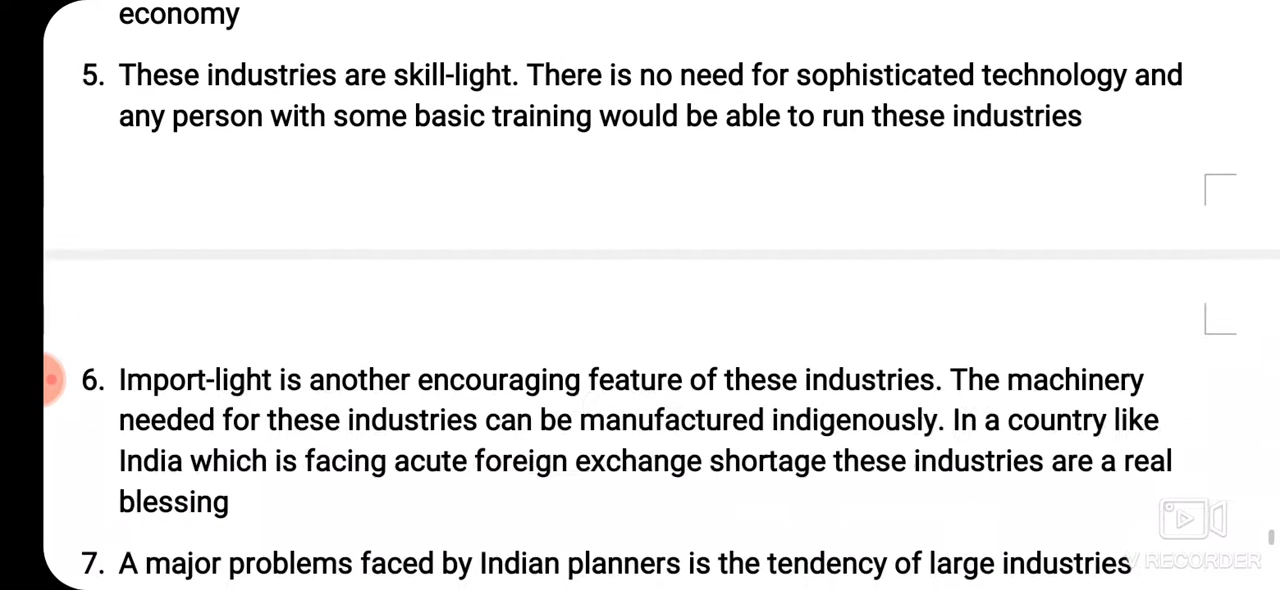 economy
5. These industries are skill-light. There is no need for sophisticated technology and
any person with some basic training would be able to run these industries
6. Import-light is another encouraging feature of these industries. The machinery
needed for these industries can be manufactured indigenously. In a country like
India which is facing acute foreign exchange shortage these industries are a real
blessing
7. A major problems faced by Indian planners is the tendency of large industries
V RECORDER